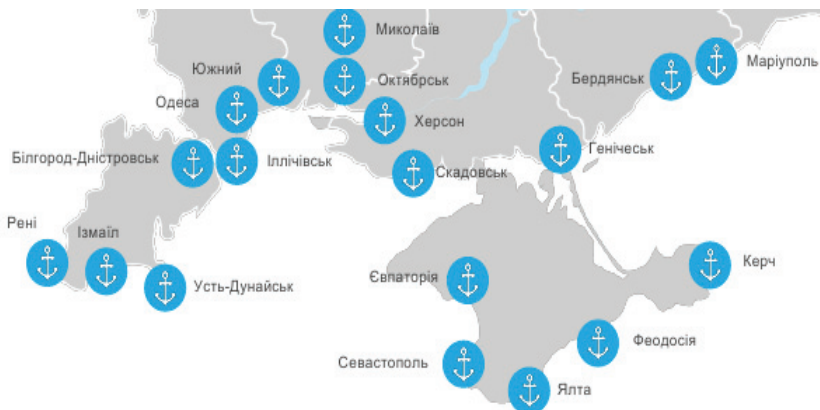 Миколаїв
Южний
Октябрськ
Маріуполь
Бердянськ
Одеса
Херсон
Білгород-Дністровськ
Іллічівськ
Генічеськ
Скадовськ
Рені
Ізмаїл
Усть-Дунайськ
Євпаторія
Керч
Феодосія
Севастополь
Ялта